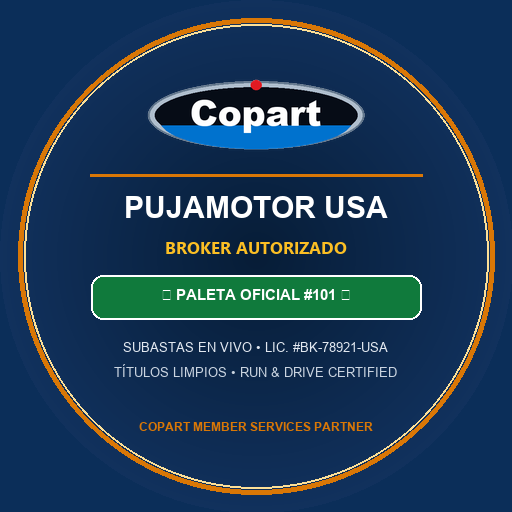 Copart
PUJAMOTOR USA
BROKER AUTORIZADO
PALETA OFICIAL #101
SUBASTAS EN VIVO • LIC. #BK-78921-USA
TÍTULOS LIMPIOS • RUN & DRIVE CERTIFIED
COPART MEMBER SERVICES PARTNER